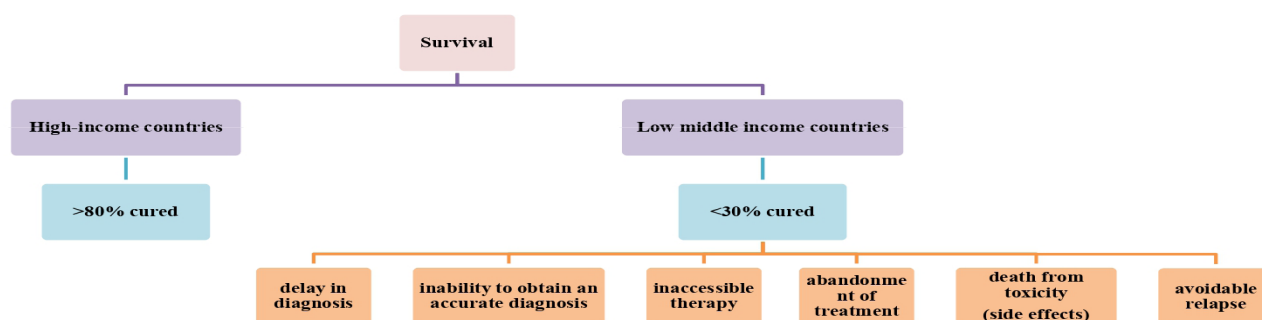 Survival
High-income countries
Low middle income countries
>80% cured
<30% cured
delay in
diagnosis
inability to obtain an
accurate diagnosis
inaccessible
therapy
abandonme
nt of
treatment
death from
toxicity
(side effects)
avoidable
relapse